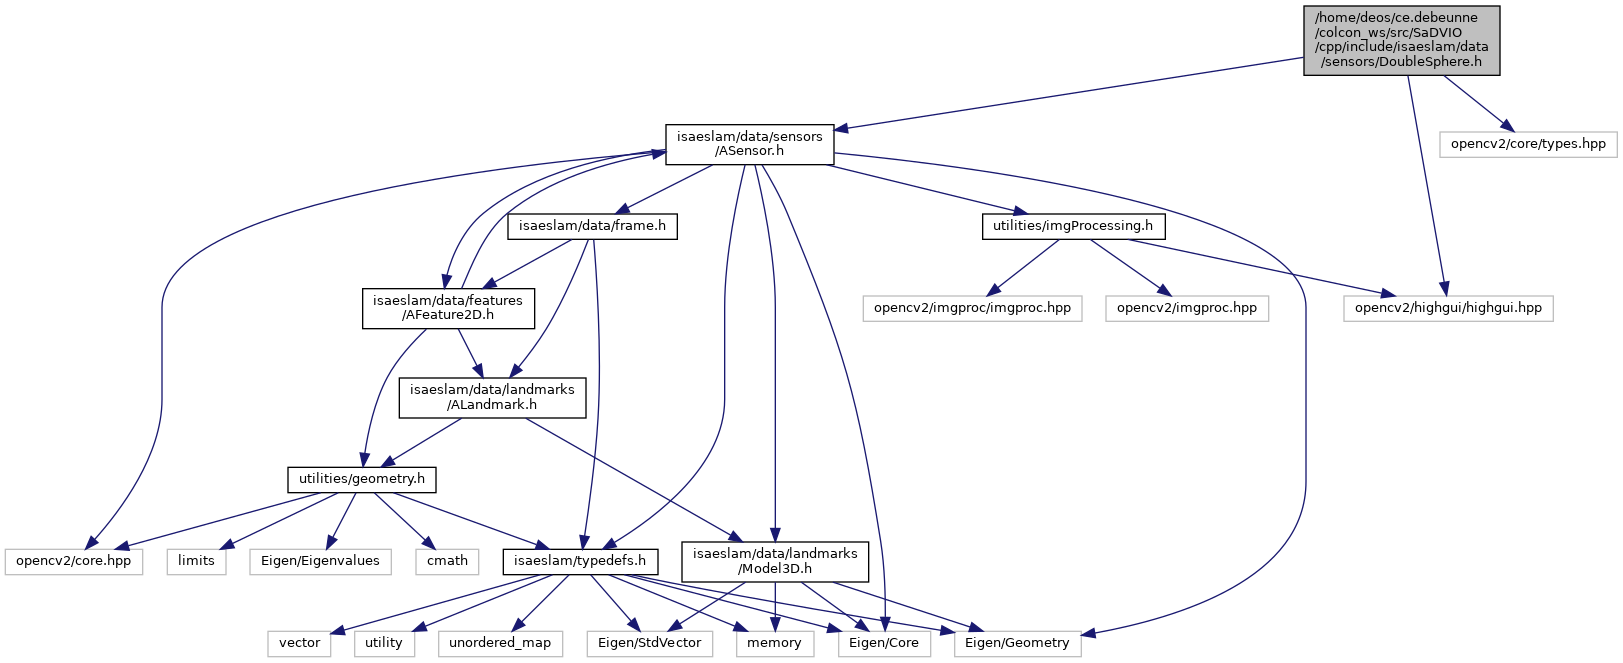 /home/deos/ce.debeunne
/colcon_ws/src/SaDVIO
/cpp/include/isaeslam/data
/sensors/DoubleSphere.h
isaeslam/data/sensors
/ASensor.h
opencv2/core/types.hpp
isaeslam/data/frame.h
utilities/imgProcessing.h
isaeslam/data/features
/AFeature2D.h
opencv2/imgproc/imgproc.hpp
opencv2/imgproc.hpp
opencv2/highgui/highgui.hpp
isaeslam/data/landmarks
/ALandmark.h
utilities/geometry.h
opencv2/core.hpp
limits
Eigen/Eigenvalues
cmath
isaeslam/typedefs.h
isaeslam/data/landmarks
/Model3D.h
vector
utility
unordered_map
Eigen/StdVector
memory
Eigen/Core
Eigen/Geometry